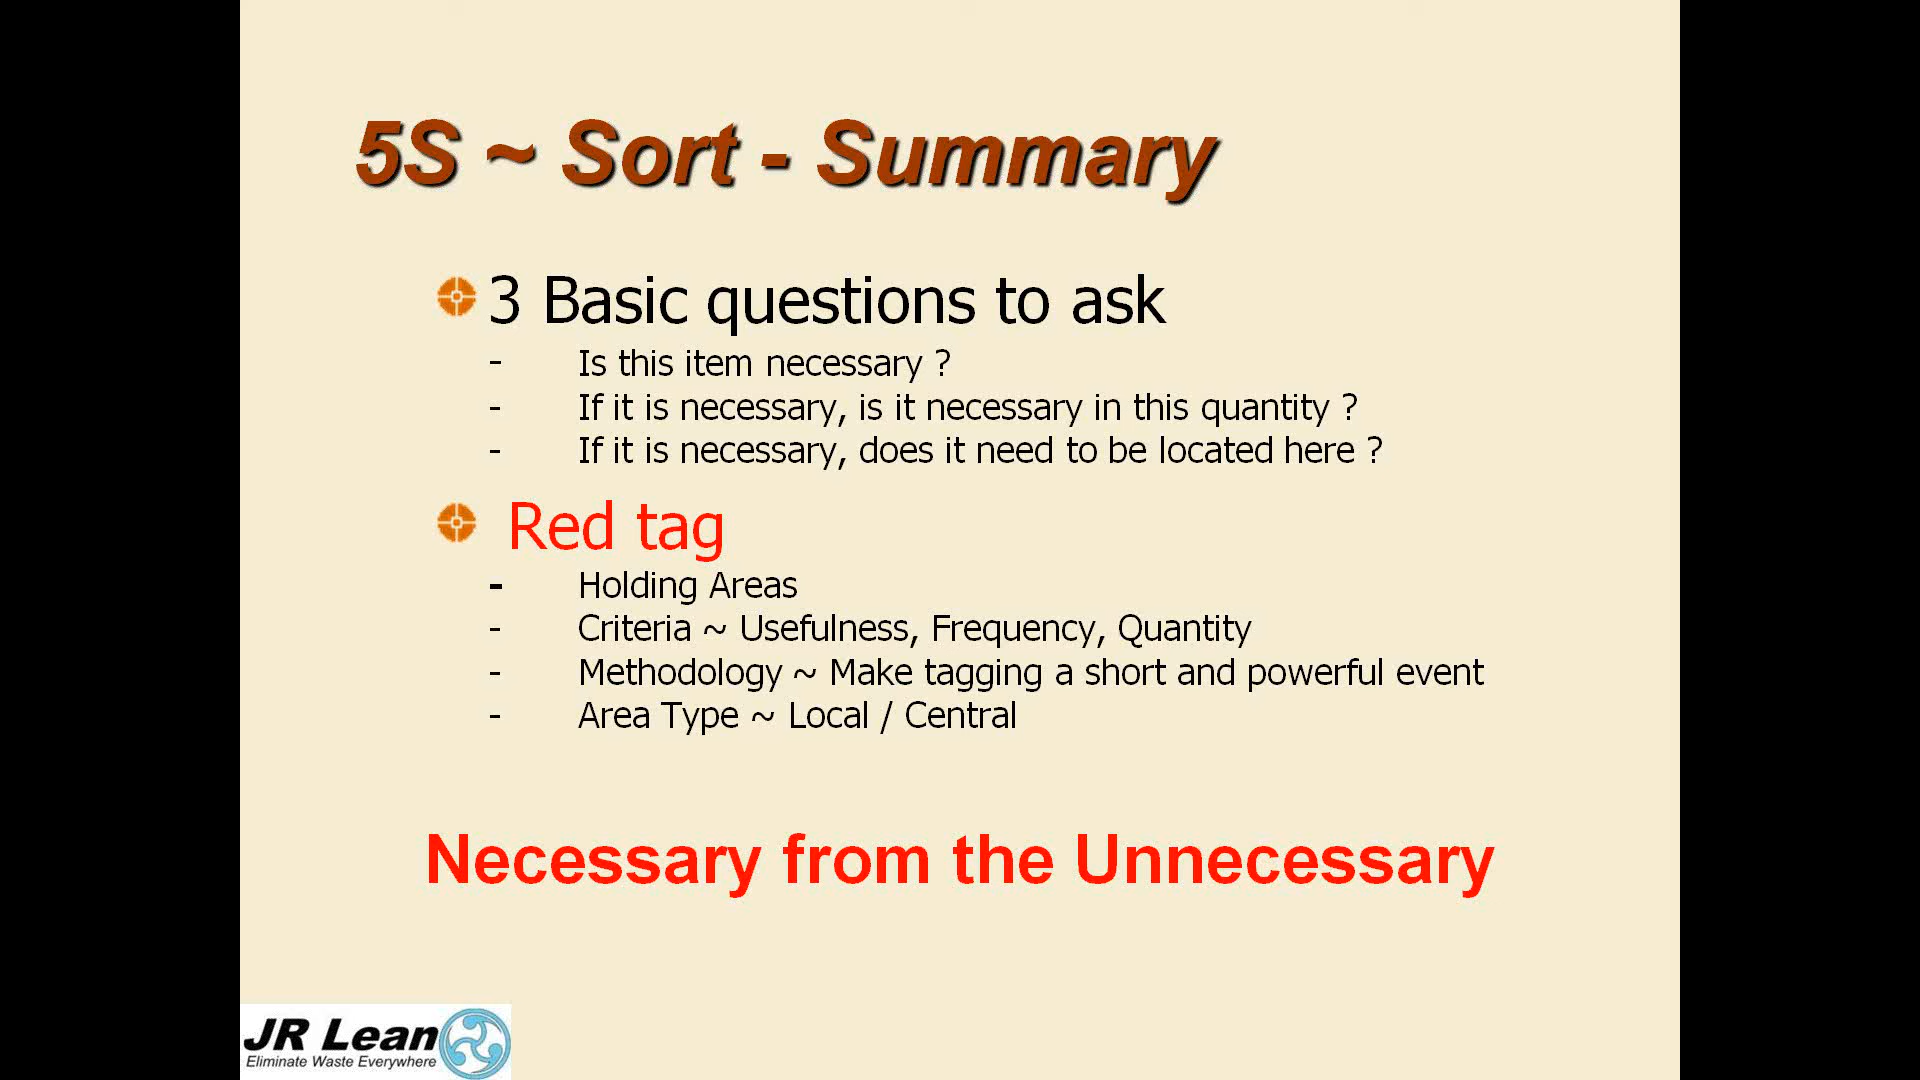 5S ~ Sort - Summary
3 Basic questions to ask
- Is this item necessary ?
- If it is necessary, is it necessary in this quantity ?
- If it is necessary, does it need to be located here ?
Red tag
- Holding Areas
- Criteria ~ Usefulness, Frequency, Quantity
- Methodology ~ Make tagging a short and powerful event
- Area Type ~ Local / Central
Necessary from the Unnecessary
JR Lean
Eliminate Waste Everywhere